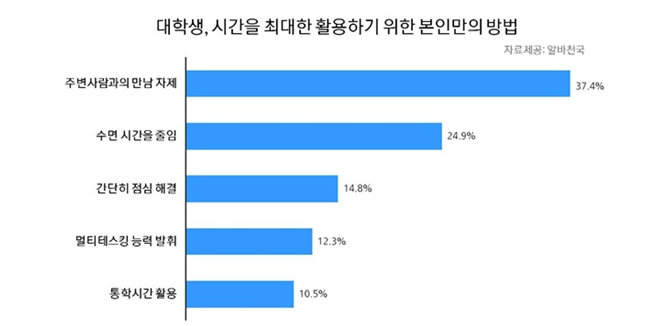 대학생, 시간을 최대한 활용하기 위한 본인만의 방법
자료제공: 알바천국
주변사람과의 만남 자제
37.4%
수면 시간을 줄임
24.9%
간단히 점심 해결
14.8%
멀티테스킹 능력 발휘
12.3%
통학시간 활용
10.5%